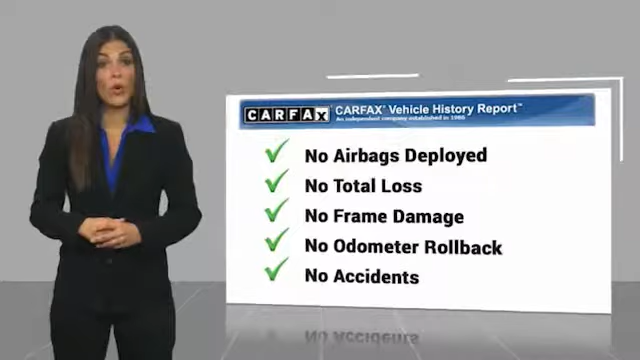 CARFAX CARFAX Vehicle History Report™
An independent company established in 1986
No Airbags Deployed
No Total Loss
No Frame Damage
No Odometer Rollback
No Accidents